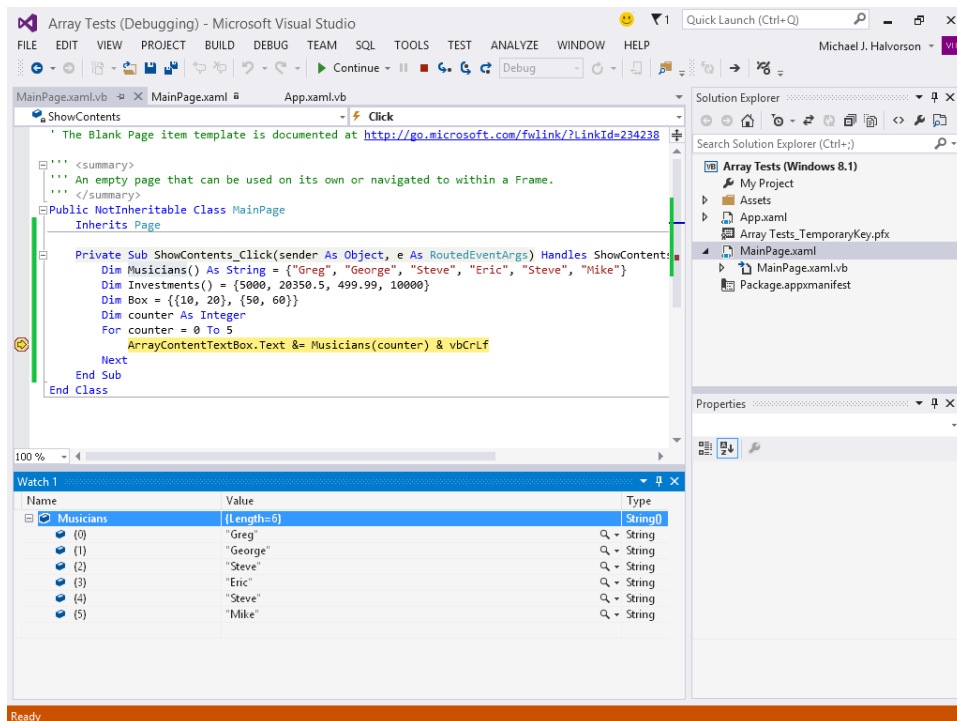 Array Tests (Debugging) - Microsoft Visual Studio
1
Quick Launch (Ctrl+Q)
FILE EDIT VIEW PROJECT BUILD DEBUG TEAM SQL TOOLS TEST ANALYZE WINDOW HELP
Michael J. Halvorson
Continue
Debug
MainPage.xaml.vb MainPage.xaml App.xaml.vb
ShowContents
Click
' The Blank Page item template is documented at http://go.microsoft.com/fwlink/?LinkId=234238
''' <summary>
''' An empty page that can be used on its own or navigated to within a Frame.
''' </summary>
Public NotInheritable Class MainPage
Inherits Page
Private Sub ShowContents_Click(sender As Object, e As RoutedEventArgs) Handles ShowContents
Dim Musicians() As String = {"Greg", "George", "Steve", "Eric", "Steve", "Mike"}
Dim Investments() = {5000, 20350.5, 499.99, 10000}
Dim Box = {{10, 20}, {50, 60}}
Dim counter As Integer
For counter = 0 To 5
ArrayContentTextBox.Text &= Musicians(counter) & vbCrLf
Next
End Sub
End Class
100 %
Solution Explorer
Search Solution Explorer (Ctrl+;)
VB Array Tests (Windows 8.1)
My Project
Assets
App.xaml
Array Tests_TemporaryKey.pfx
MainPage.xaml
MainPage.xaml.vb
Package.appxmanifest
Properties
Watch 1
Name Value Type
Musicians {Length=6} String()
(0) "Greg" String
(1) "George" String
(2) "Steve" String
(3) "Eric" String
(4) "Steve" String
(5) "Mike" String
Ready